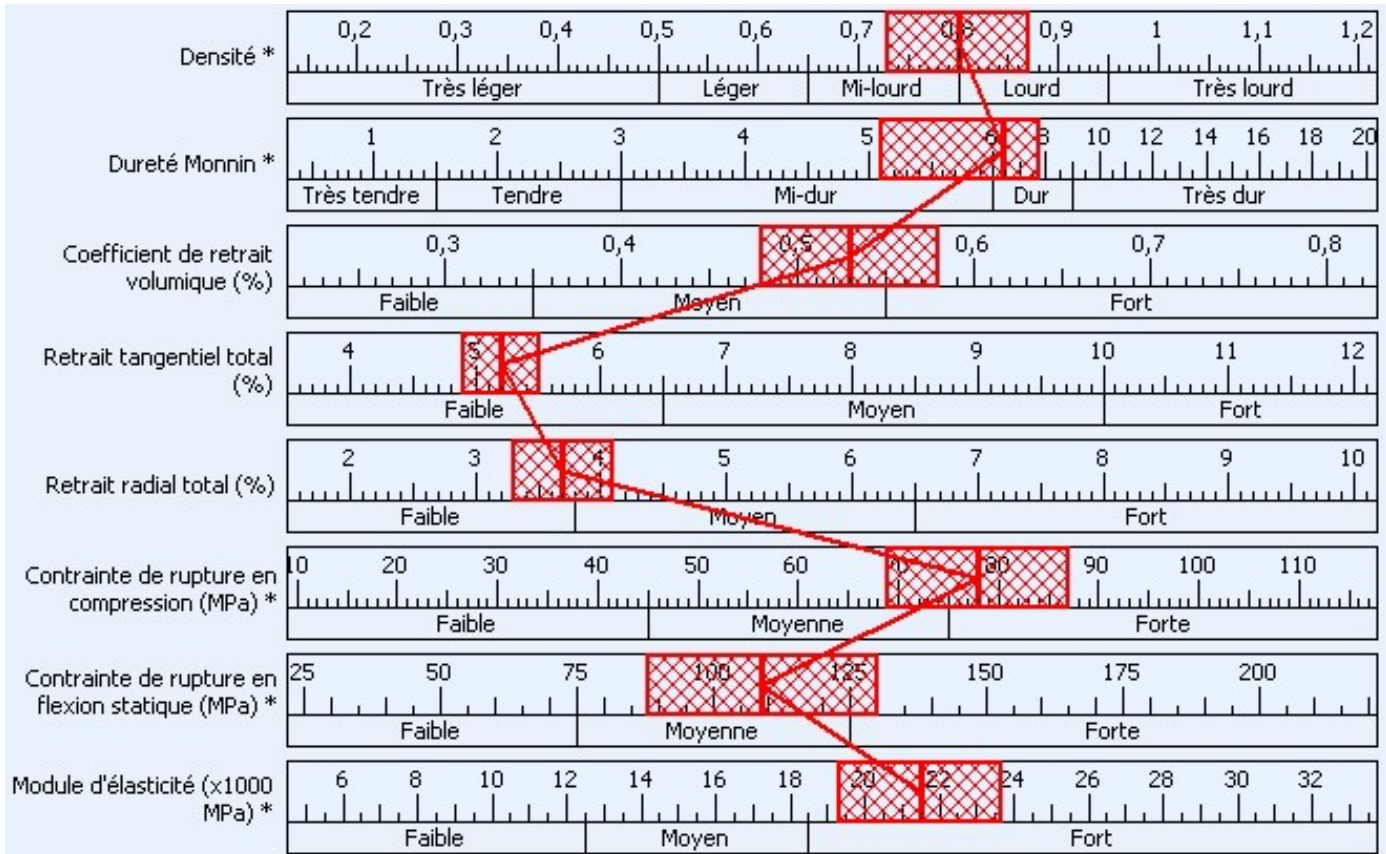 0,2 0,3 0,4 0,5 0,6 0,7 0,8 0,9 1 1,1 1,2
Densité *
Très léger Léger Mi-lourd Lourd Très lourd
1 2 3 4 5 6 8 10 12 14 16 18 20
Dureté Monnin *
Très tendre Tendre Mi-dur Dur Très dur
0,3 0,4 0,5 0,6 0,7 0,8
Coefficient de retrait
volumique (%)
Faible Moyen Fort
4 5 6 7 8 9 10 11 12
Retrait tangentiel total
(%)
Faible Moyen Fort
2 3 4 5 6 7 8 9 10
Retrait radial total (%)
Faible Moyen Fort
10 20 30 40 50 60 70 80 90 100 110
Contrainte de rupture en
compression (MPa) *
Faible Moyenne Forte
25 50 75 100 125 150 175 200
Contrainte de rupture en
flexion statique (MPa) *
Faible Moyenne Forte
6 8 10 12 14 16 18 20 22 24 26 28 30 32
Module d'élasticité (x1000
MPa) *
Faible Moyen Fort